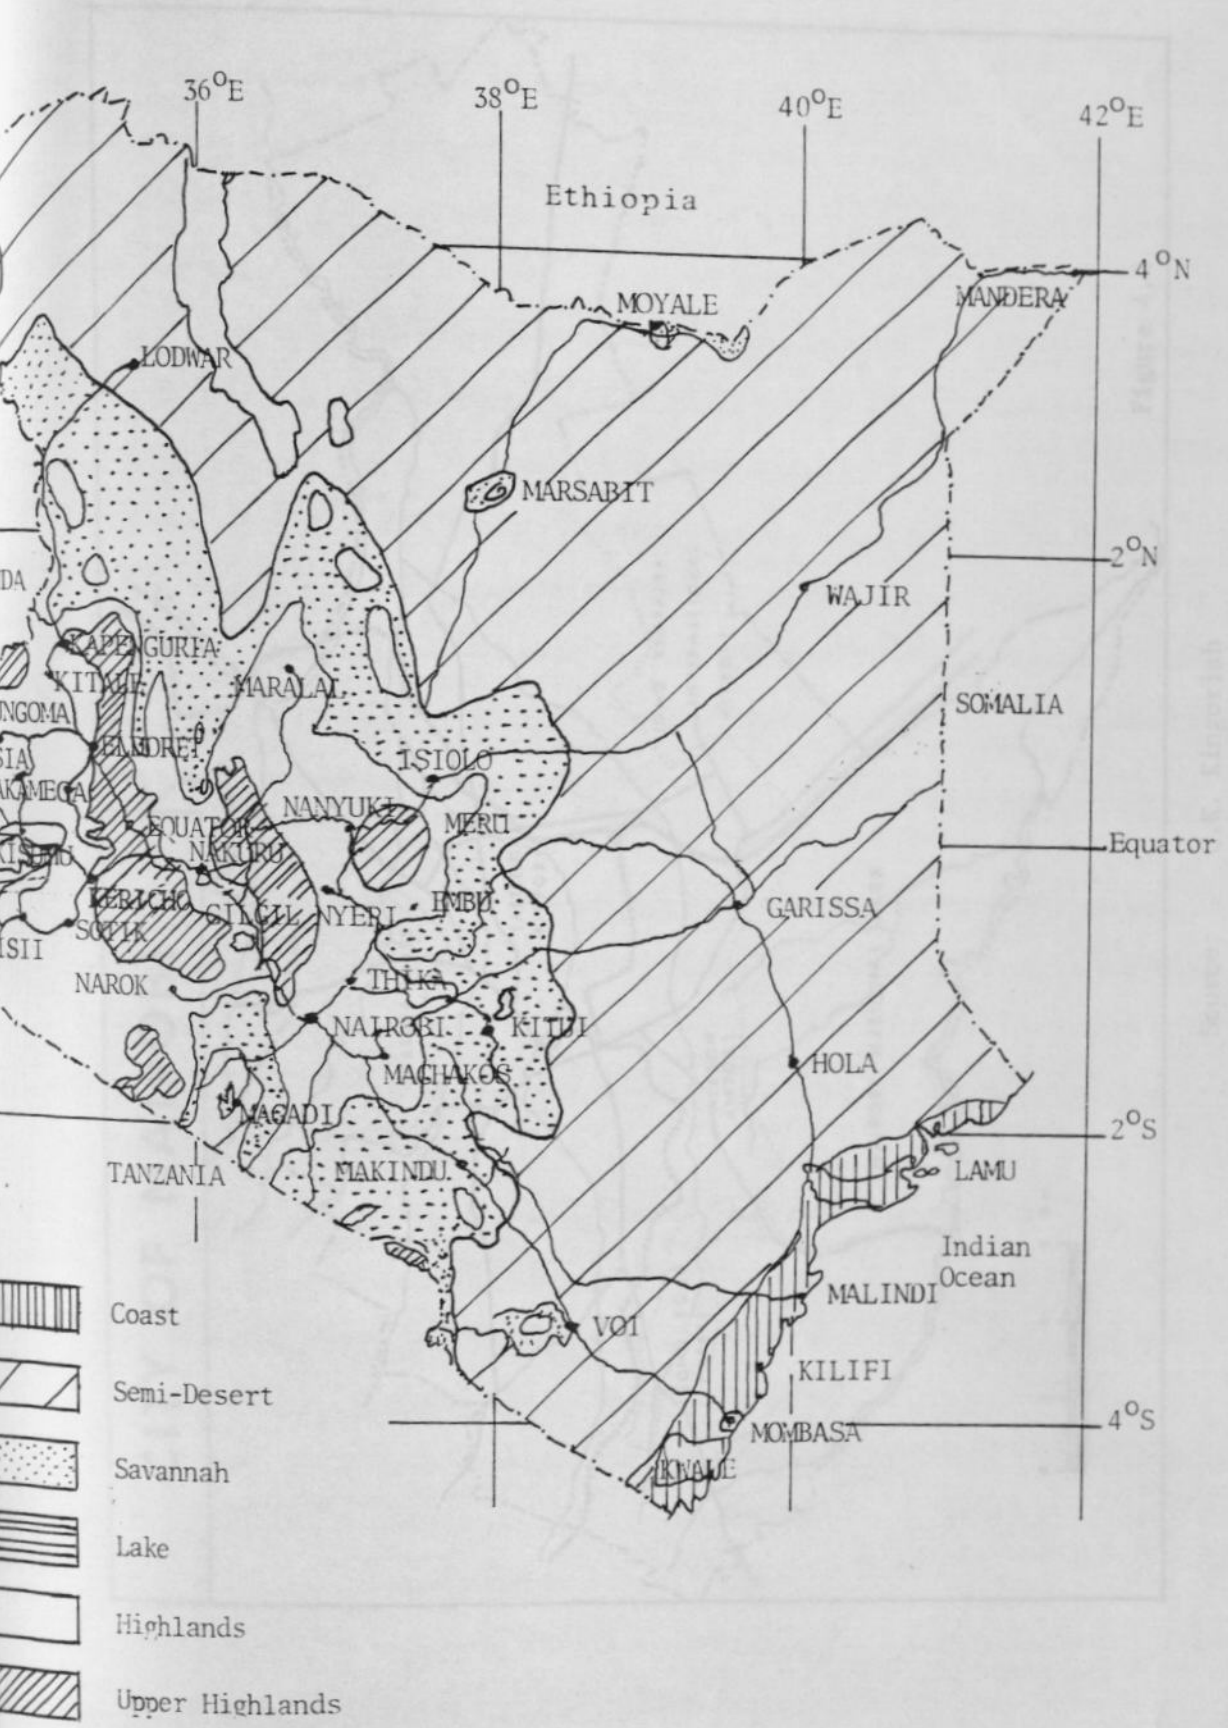 36°E
38°E
40°E
42°E
Ethiopia
4°N
MANDERA
MOYALE
LODWAR
MARSABIT
2°N
DA
WAJIR
KAPENGURIA
KITALE
MARALAL
NGOMA
SOMALIA
ELDORET
SIA
ISIOLO
AKAMEGA
NANYUKI
MERU
EQUATOR
Equator
KISUMU
NAKURU
KERICHO
GILGIL
NYERI
EMBU
GARISSA
SOTIK
ISII
NAROK
THIKA
NAIROBI
KITUI
HOLA
MACHAKOS
MAGADI
2°S
TANZANIA
MAKINDU
LAMU
Indian
Ocean
MALINDI
Coast
VOI
KILIFI
Semi-Desert
4°S
MOMBASA
KWALE
Savannah
Lake
Highlands
Upper Highlands